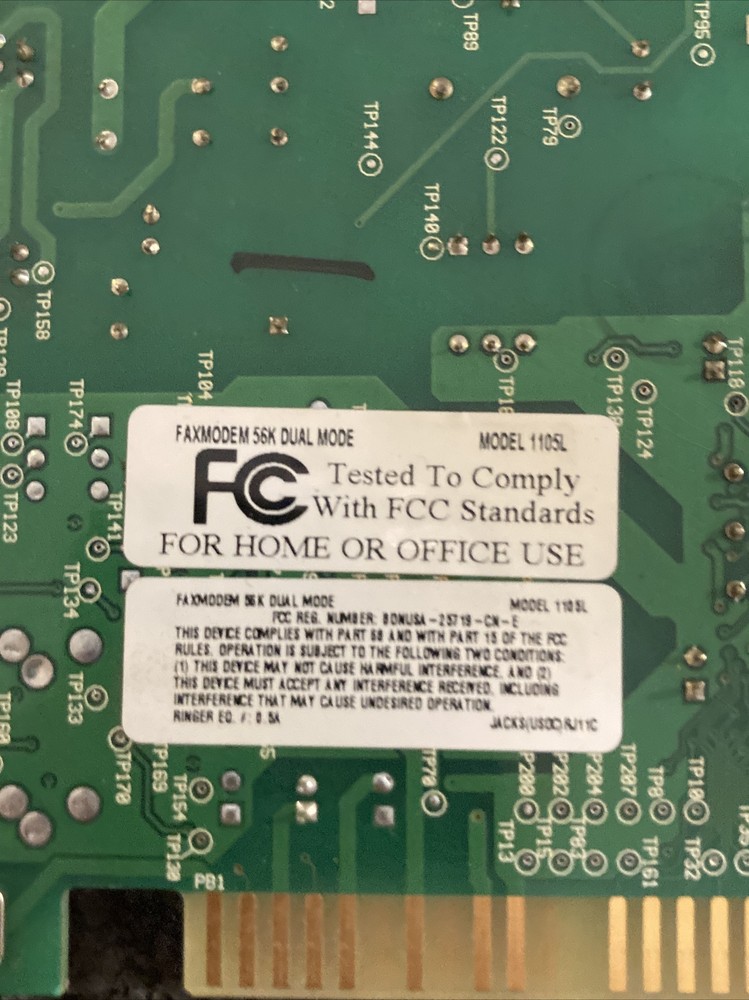 TP89
TP95
TP144
TP122
TP79
TP140
TP158
TP104
TP118
TP108
TP174
TP124
TP123
TP141
FAXMODEM 56K DUAL MODE MODEL 1105L
FC Tested To Comply
With FCC Standards
FOR HOME OR OFFICE USE
TP134
FAXMODEM 56K DUAL MODE MODEL 1105L
FCC REG. NUMBER: BDNUSA-25719-CN-E
THIS DEVICE COMPLIES WITH PART 68 AND WITH PART 15 OF THE FCC
RULES. OPERATION IS SUBJECT TO THE FOLLOWING TWO CONDITIONS:
(1) THIS DEVICE MAY NOT CAUSE HARMFUL INTERFERENCE, AND (2)
THIS DEVICE MUST ACCEPT ANY INTERFERENCE RECEIVED, INCLUDING
INTERFERENCE THAT MAY CAUSE UNDESIRED OPERATION.
RINGER EQ. #: 0.5A JACKS(USOC) RJ11C
TP133
TP170
TP169
TP154
TP130
TP70
TP200
TP202
TP204
TP207
TP8
TP10
TP13
TP15
TP83
TP161
TP32
PB1